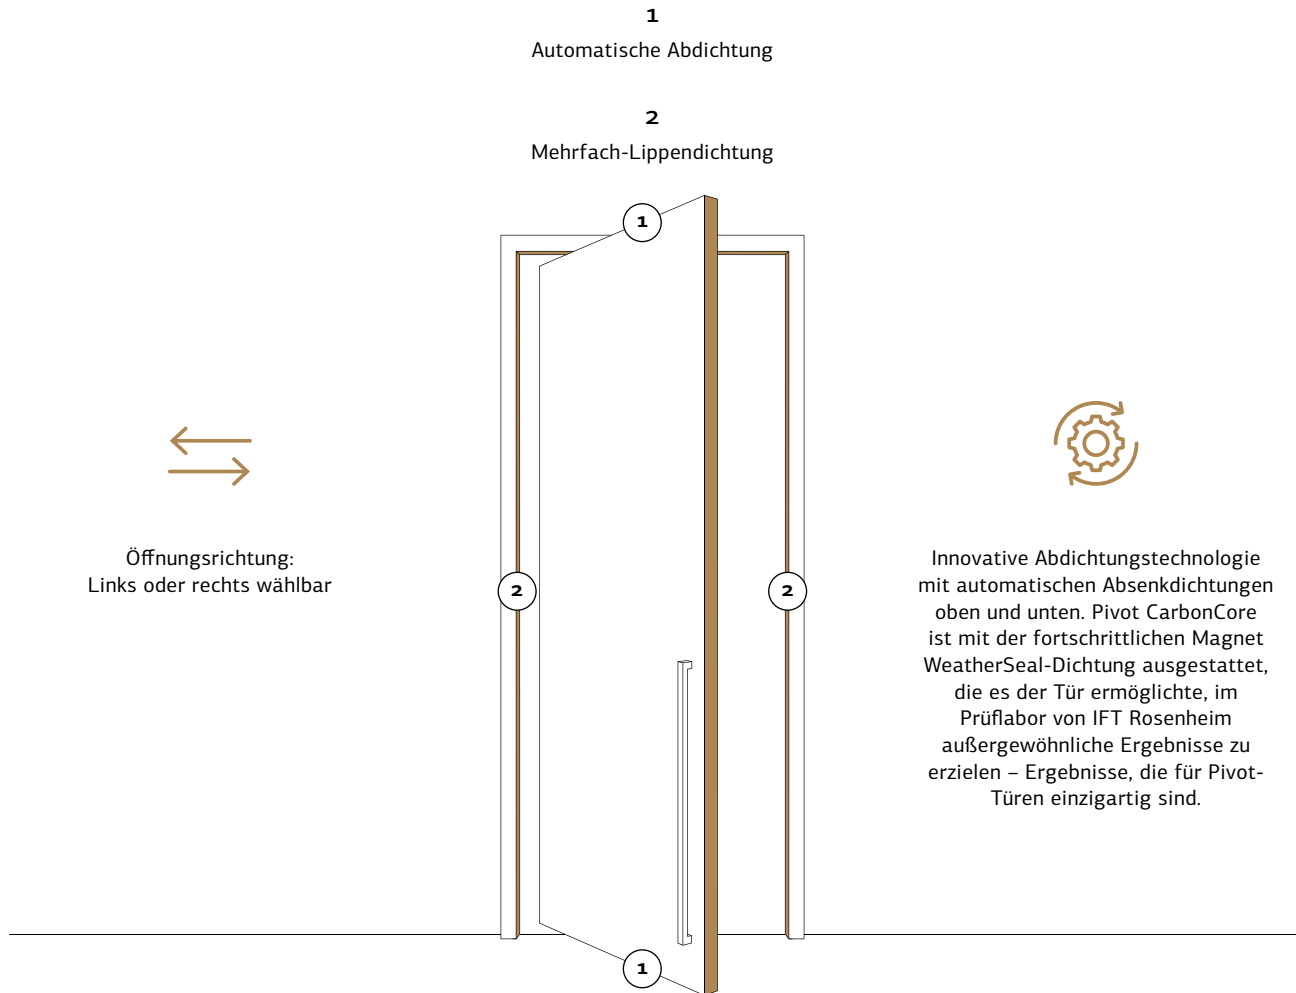 1
Automatische Abdichtung
2
Mehrfach-Lippendichtung
1
Öffnungsrichtung:
Links oder rechts wählbar
2
2
Innovative Abdichtungstechnologie
mit automatischen Absenkdichtungen
oben und unten. Pivot CarbonCore
ist mit der fortschrittlichen Magnet
WeatherSeal-Dichtung ausgestattet,
die es der Tür ermöglichte, im
Prüflabor von IFT Rosenheim
außergewöhnliche Ergebnisse zu
erzielen – Ergebnisse, die für Pivot-
Türen einzigartig sind.
1